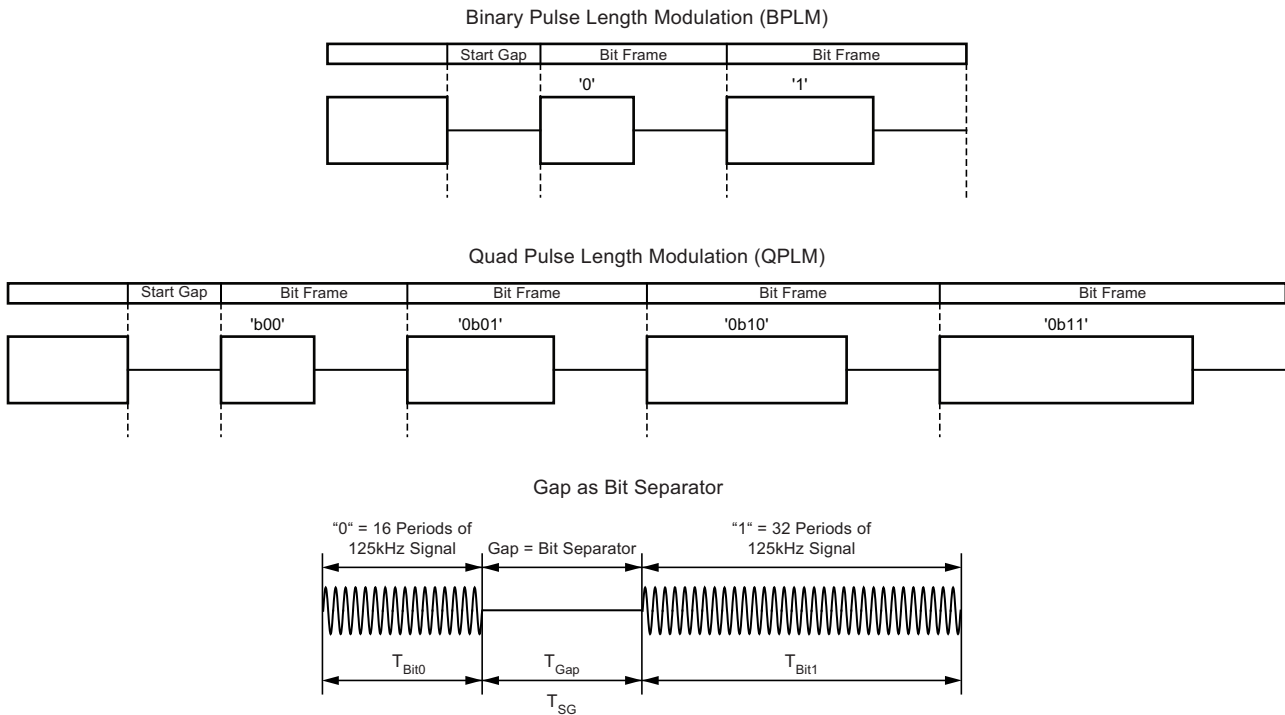 Binary Pulse Length Modulation (BPLM)
Start Gap Bit Frame Bit Frame
'0' '1'
Quad Pulse Length Modulation (QPLM)
Start Gap Bit Frame Bit Frame Bit Frame Bit Frame
'b00' '0b01' '0b10' '0b11'
Gap as Bit Separator
“0“ = 16 Periods of
125kHz Signal
Gap = Bit Separator
“1“ = 32 Periods of
125kHz Signal
TBit0 TGap TBit1
TSG